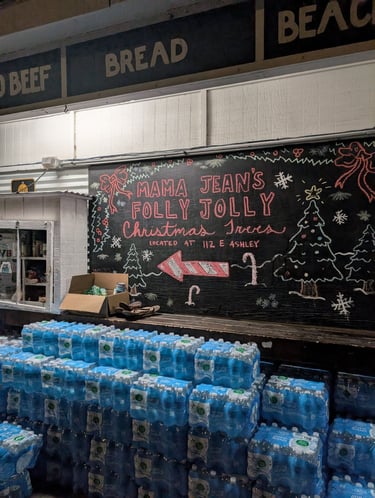 D BEEF
BREAD
BEAC
MAMA JEAN'S
FOLLY JOLLY
Christmas Trees
LOCATED AT 112 E ASHLEY